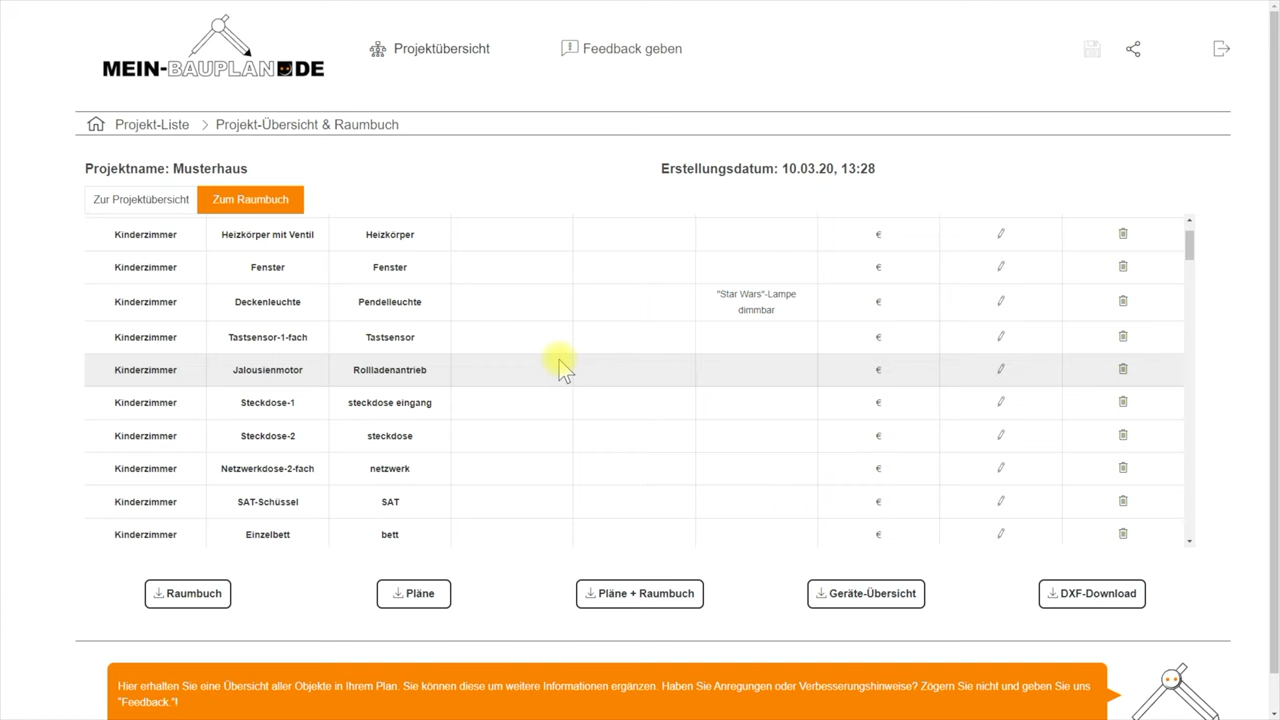 MEIN-BAUPLAN DE
Projektübersicht
Feedback geben
Projekt-Liste > Projekt-Übersicht & Raumbuch
Projektname: Musterhaus
Erstellungsdatum: 10.03.20, 13:28
Zur Projektübersicht
Zum Raumbuch
Kinderzimmer Heizkörper mit Ventil Heizkörper €
Kinderzimmer Fenster Fenster €
Kinderzimmer Deckenleuchte Pendelleuchte "Star Wars"-Lampe dimmbar €
Kinderzimmer Tastsensor-1-fach Tastsensor €
Kinderzimmer Jalousienmotor Rollladenantrieb €
Kinderzimmer Steckdose-1 steckdose eingang €
Kinderzimmer Steckdose-2 steckdose €
Kinderzimmer Netzwerkdose-2-fach netzwerk €
Kinderzimmer SAT-Schüssel SAT €
Kinderzimmer Einzelbett bett €
Raumbuch
Pläne
Pläne + Raumbuch
Geräte-Übersicht
DXF-Download
Hier erhalten Sie eine Übersicht aller Objekte in Ihrem Plan. Sie können diese um weitere Informationen ergänzen. Haben Sie Anregungen oder Verbesserungshinweise? Zögern Sie nicht und geben Sie uns
"Feedback."!